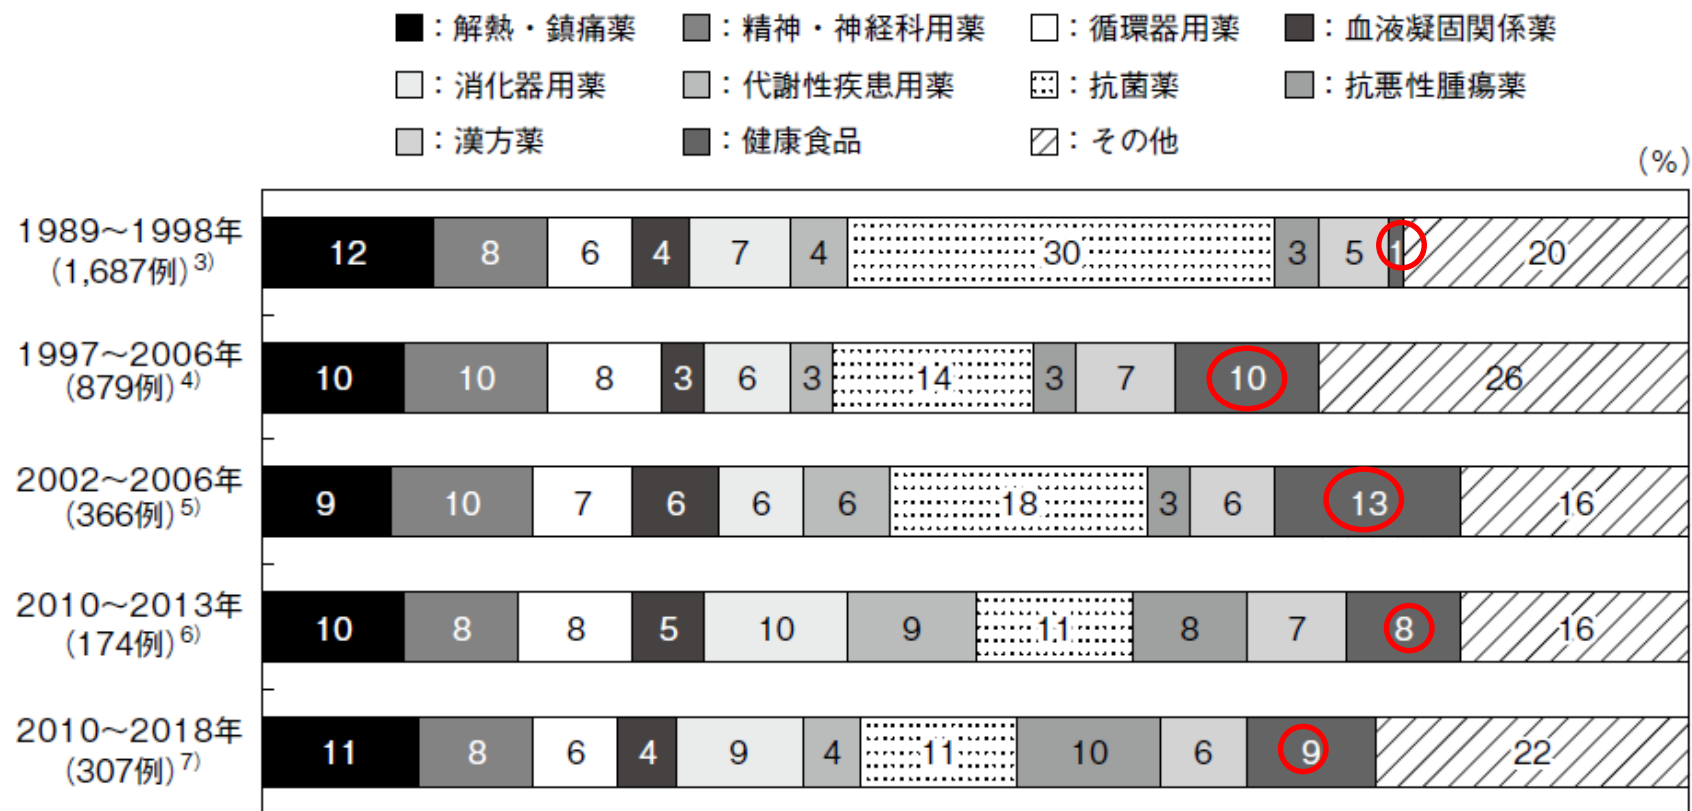 ：解熱・鎮痛薬 ：精神・神経科用薬 ：循環器用薬 ：血液凝固関係薬
：消化器用薬 ：代謝性疾患用薬 ：抗菌薬 ：抗悪性腫瘍薬
：漢方薬 ：健康食品 ：その他
(%)
1989～1998年
(1,687例) 3)
12 8 6 4 7 4 30 3 5 1 20
1997～2006年
(879例) 4)
10 10 8 3 6 3 14 3 7 10 26
2002～2006年
(366例) 5)
9 10 7 6 6 6 18 3 6 13 16
2010～2013年
(174例) 6)
10 8 8 5 10 9 11 8 7 8 16
2010～2018年
(307例) 7)
11 8 6 4 9 4 11 10 6 9 22